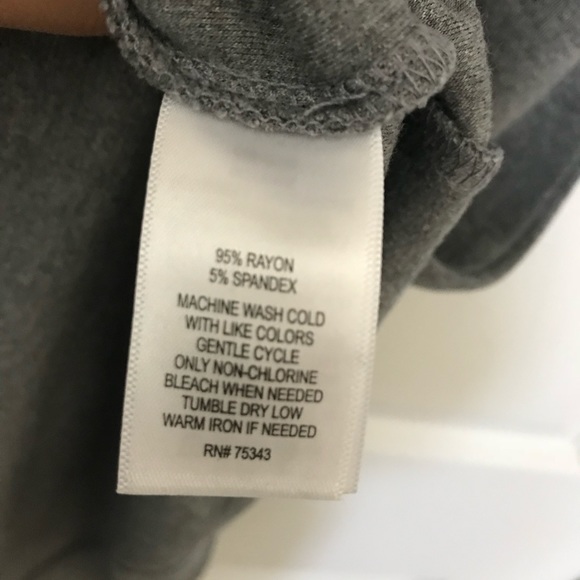 95% RAYON
5% SPANDEX
MACHINE WASH COLD
WITH LIKE COLORS
GENTLE CYCLE
ONLY NON-CHLORINE
BLEACH WHEN NEEDED
TUMBLE DRY LOW
WARM IRON IF NEEDED
RN# 75343